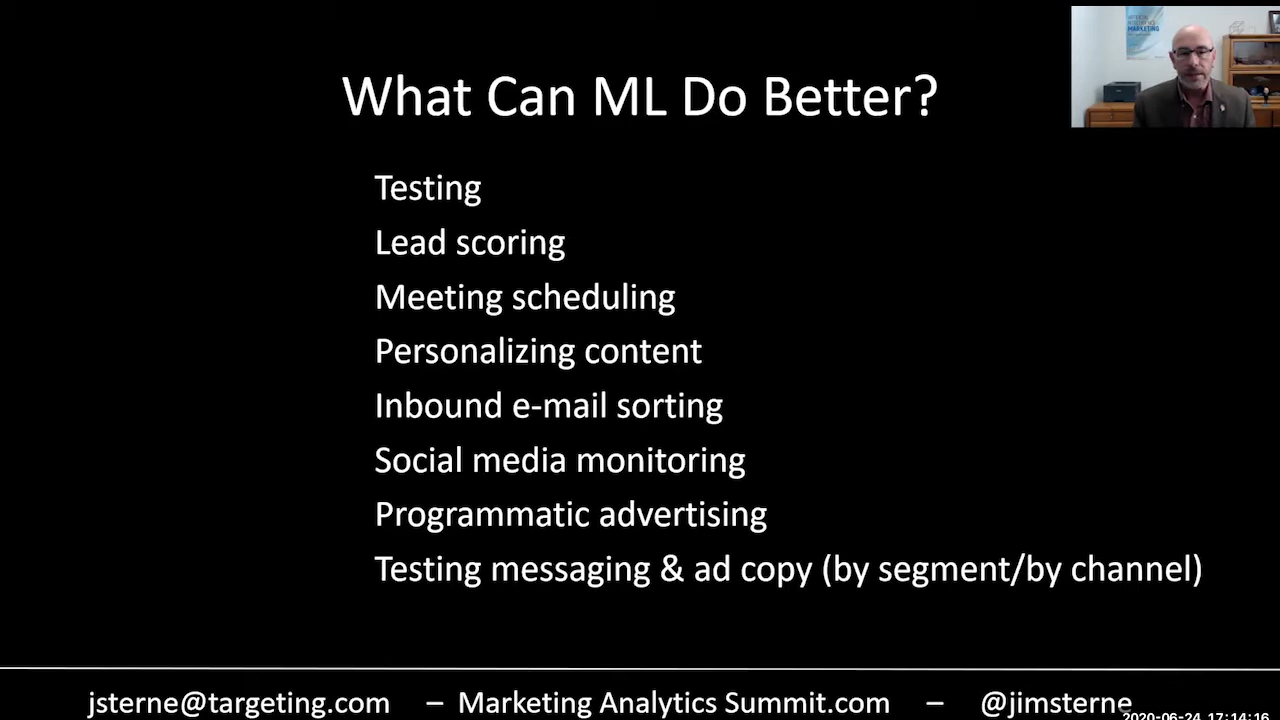 What Can ML Do Better?
Testing
Lead scoring
Meeting scheduling
Personalizing content
Inbound e-mail sorting
Social media monitoring
Programmatic advertising
Testing messaging & ad copy (by segment/by channel)
jsterne@targeting.com – Marketing Analytics Summit.com – @jimsterne
2020-06-24 17:14:16
MARKETING